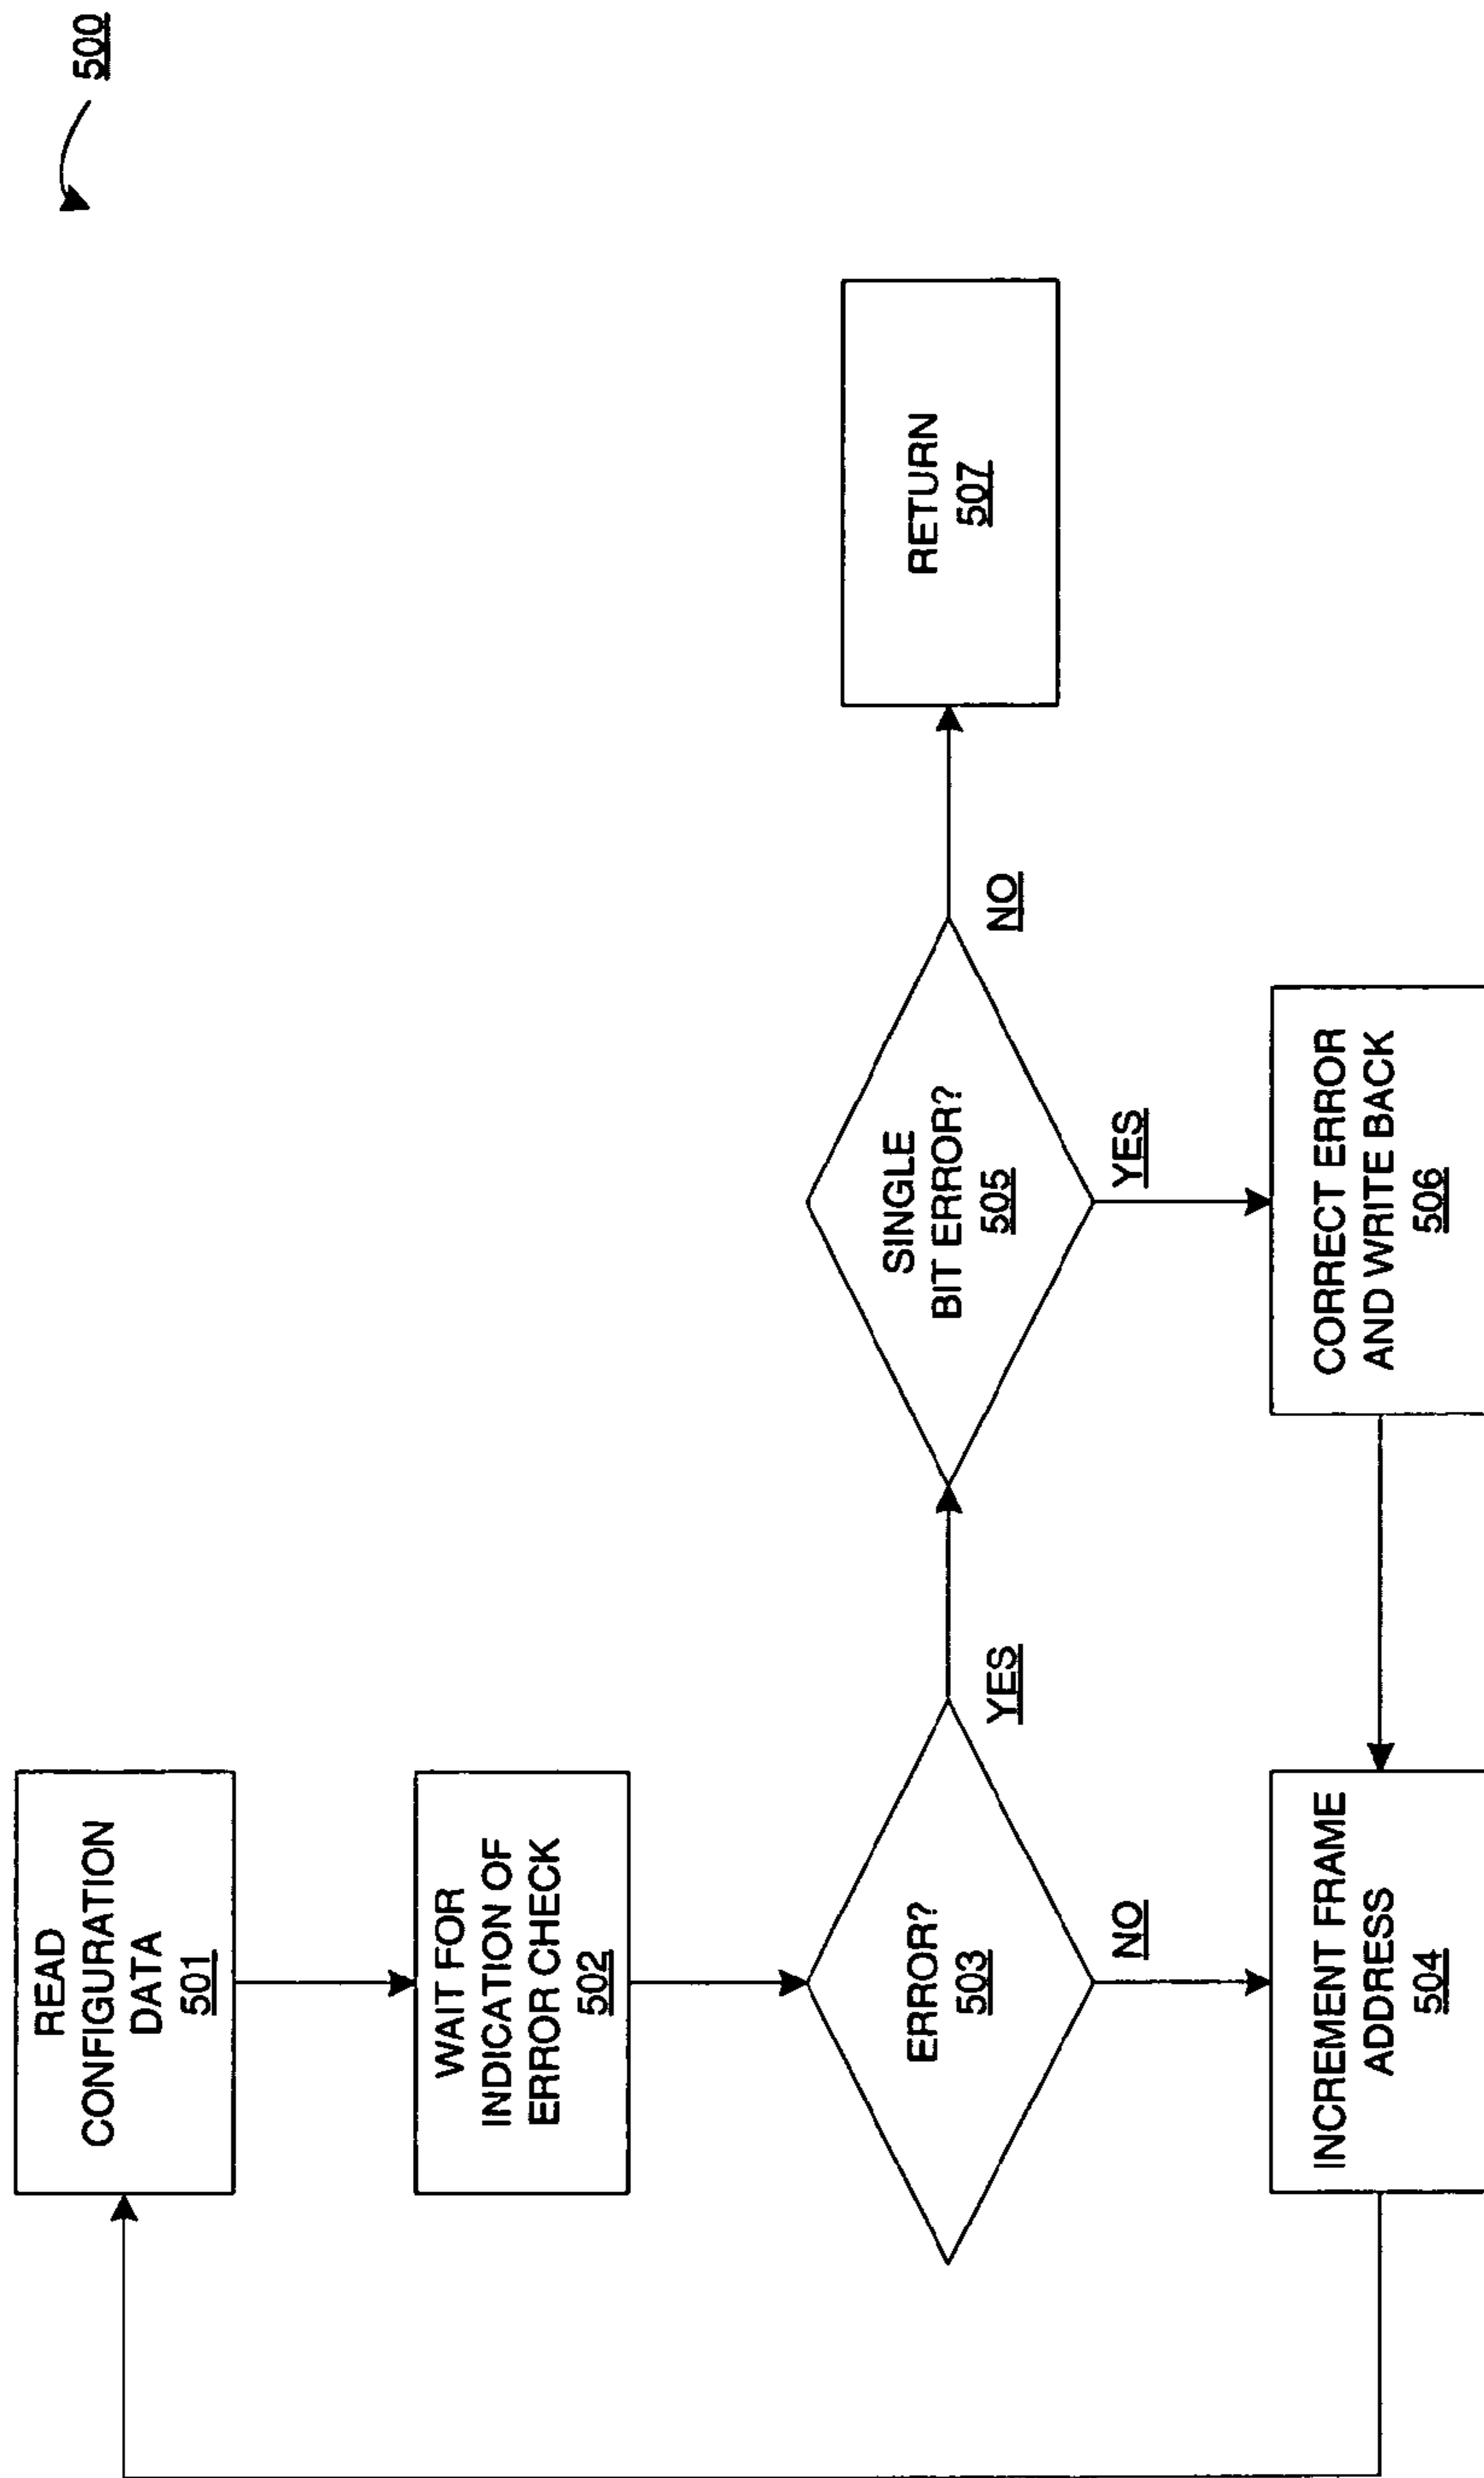 500
READ
CONFIGURATION
DATA
501
WAIT FOR
INDICATION OF
ERROR CHECK
502
ERROR?
503
YES
NO
SINGLE
BIT ERROR?
505
NO
YES
RETURN
507
INCREMENT FRAME
ADDRESS
504
CORRECT ERROR
AND WRITE BACK
506